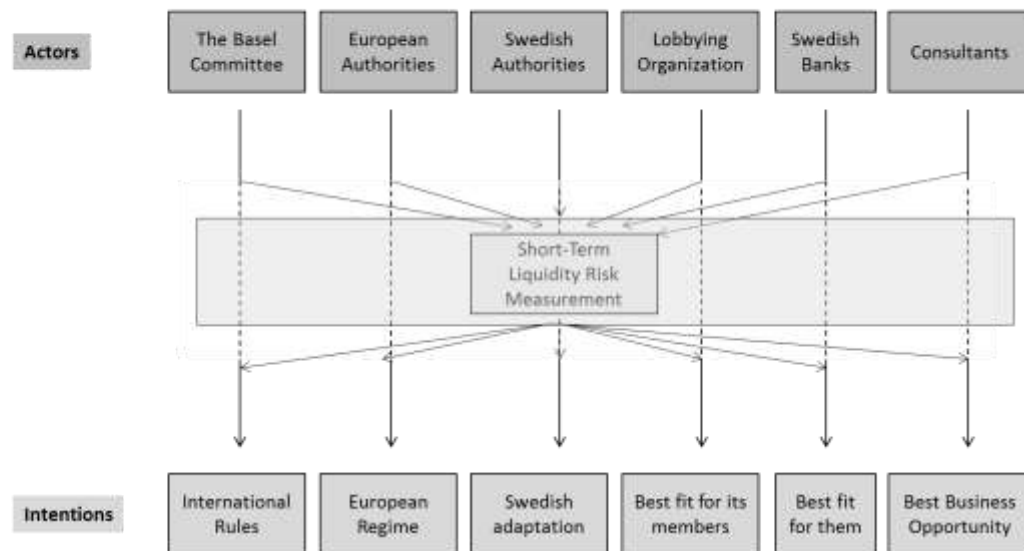 Actors
The Basel
Committee
European
Authorities
Swedish
Authorities
Lobbying
Organization
Swedish
Banks
Consultants
Short-Term
Liquidity Risk
Measurement
Intentions
International
Rules
European
Regime
Swedish
adaptation
Best fit for its
members
Best fit
for them
Best Business
Opportunity